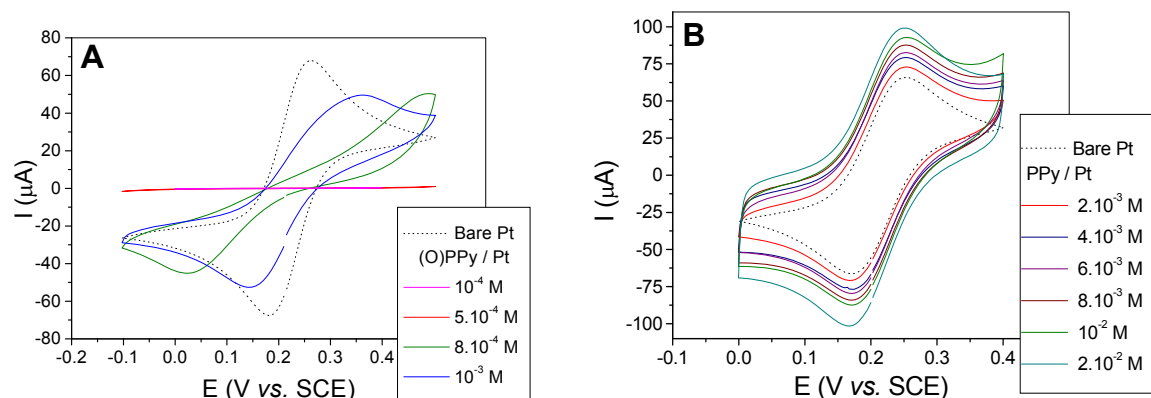 A
I (µA)
80
60
40
20
0
-20
-40
-60
-80
-0.2 -0.1 0.0 0.1 0.2 0.3 0.4
E (V vs. SCE)
Bare Pt
(O)PPy / Pt
10⁻⁴ M
5.10⁻⁴ M
8.10⁻⁴ M
10⁻³ M
B
I (µA)
100
75
50
25
0
-25
-50
-75
-100
-0.1 0.0 0.1 0.2 0.3 0.4
E (V vs. SCE)
Bare Pt
PPy / Pt
2.10⁻³ M
4.10⁻³ M
6.10⁻³ M
8.10⁻³ M
10⁻² M
2.10⁻² M